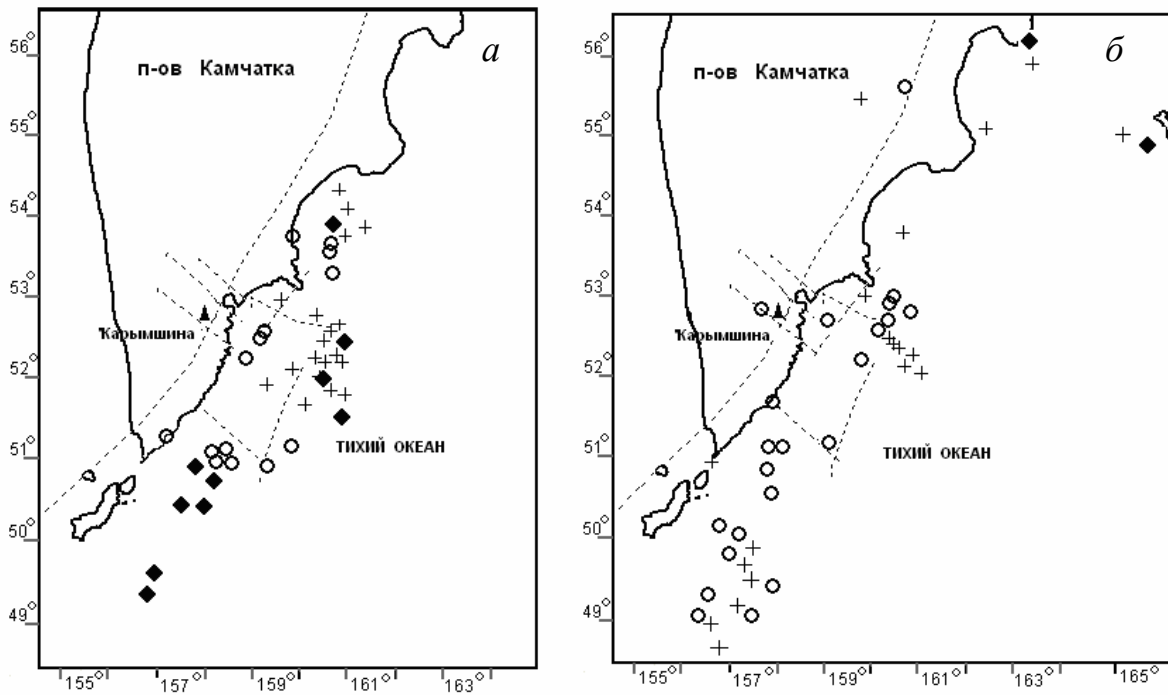 а
п-ов Камчатка
56°
55°
54°
53°
52°
51°
50°
49°
Карымшина
ТИХИЙ ОКЕАН
155° 157° 159° 161° 163°
б
п-ов Камчатка
56°
55°
54°
53°
52°
51°
50°
49°
Карымшина
ТИХИЙ ОКЕАН
155° 157° 159° 161° 163° 165°